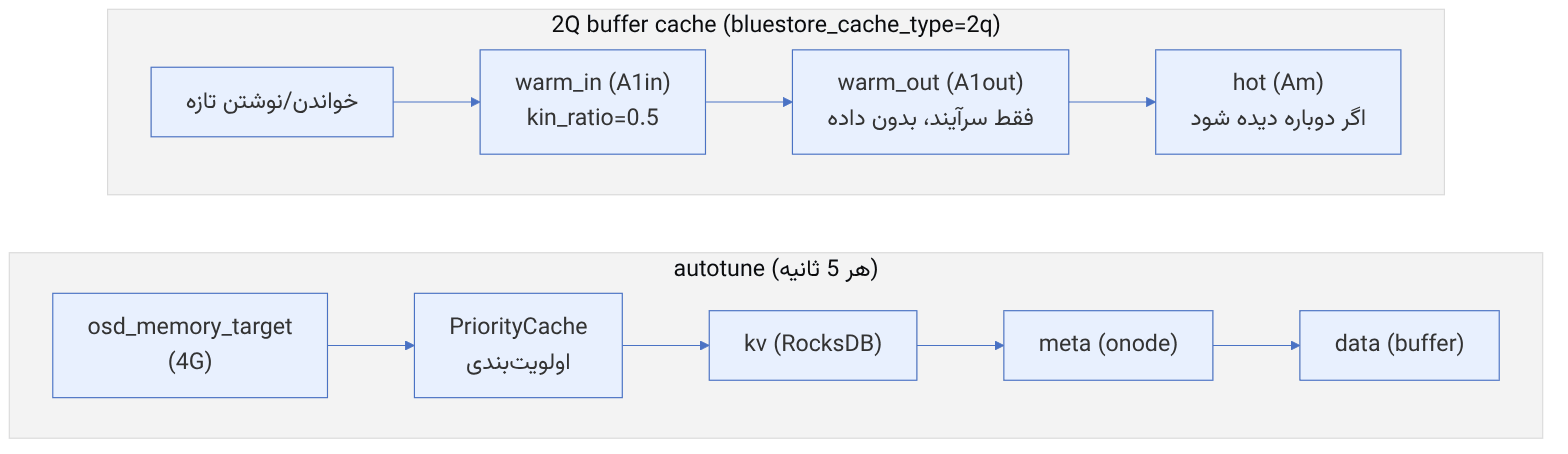 2Q buffer cache (bluestore_cache_type=2q)
خواندن/نوشتن تازه
warm_in (A1in)
kin_ratio=0.5
warm_out (A1out)
فقط سرآیند، بدون داده
hot (Am)
اگر دوباره دیده شود
autotune (هر 5 ثانیه)
osd_memory_target
(4G)
PriorityCache
اولویت‌بندی
kv (RocksDB)
meta (onode)
data (buffer)